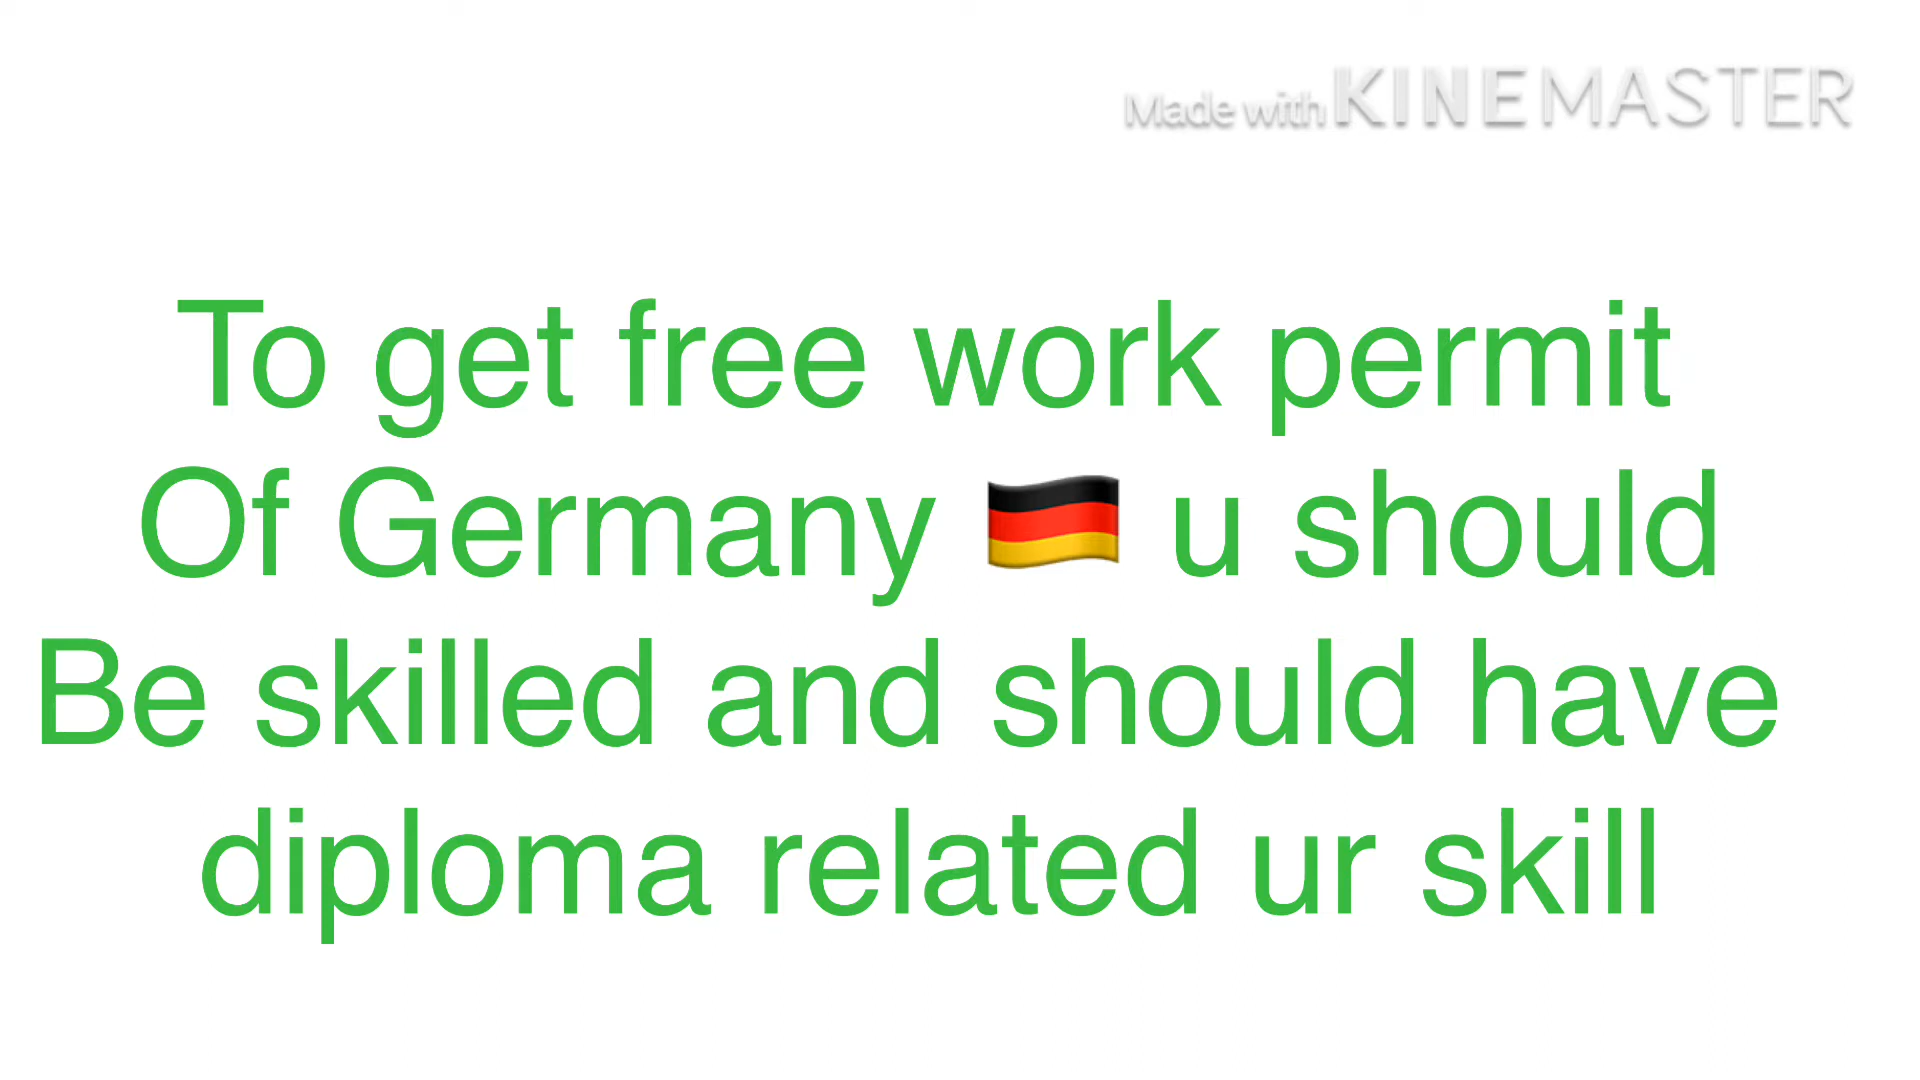 Made with KINEMASTER
To get free work permit
Of Germany 🇩🇪 u should
Be skilled and should have
diploma related ur skill